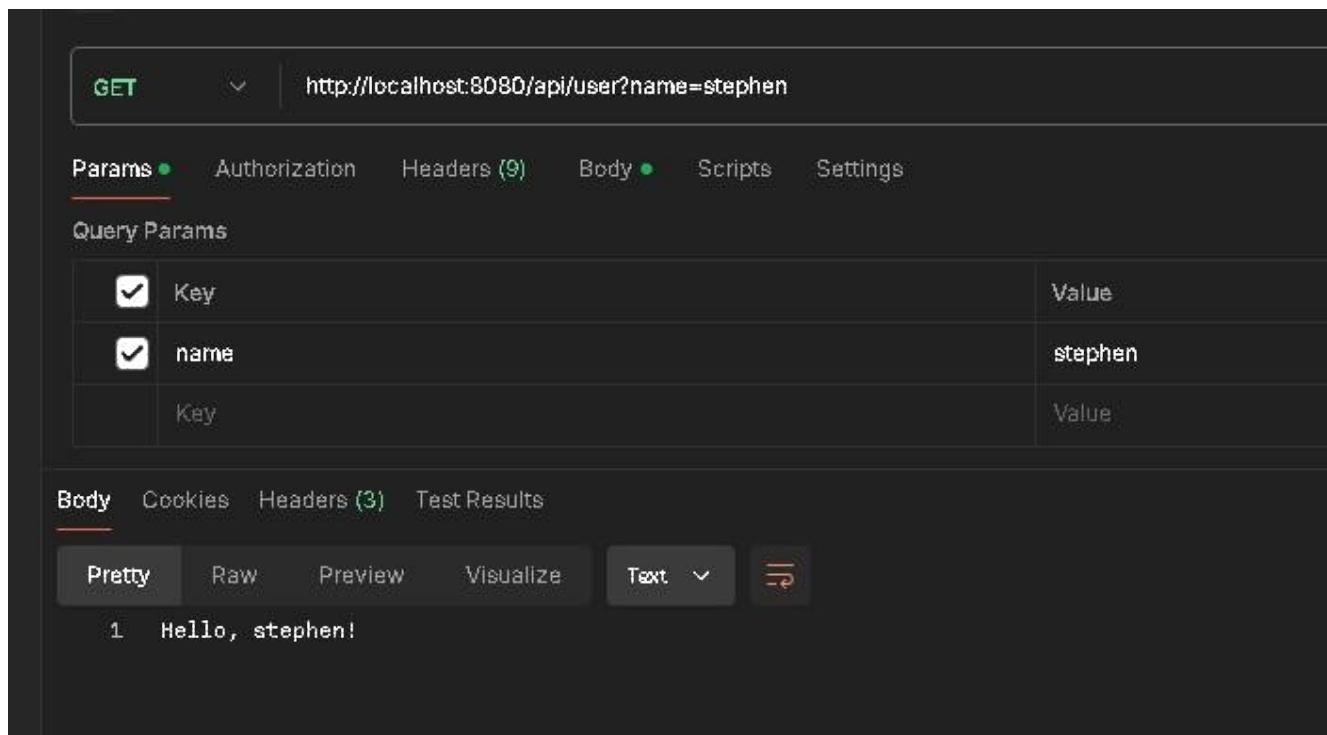 GET http://localhost:8080/api/user?name=stephen
Params Authorization Headers (9) Body Scripts Settings
Query Params
Key Value
name stephen
Key Value
Body Cookies Headers (3) Test Results
Pretty Raw Preview Visualize Text
1 Hello, stephen!